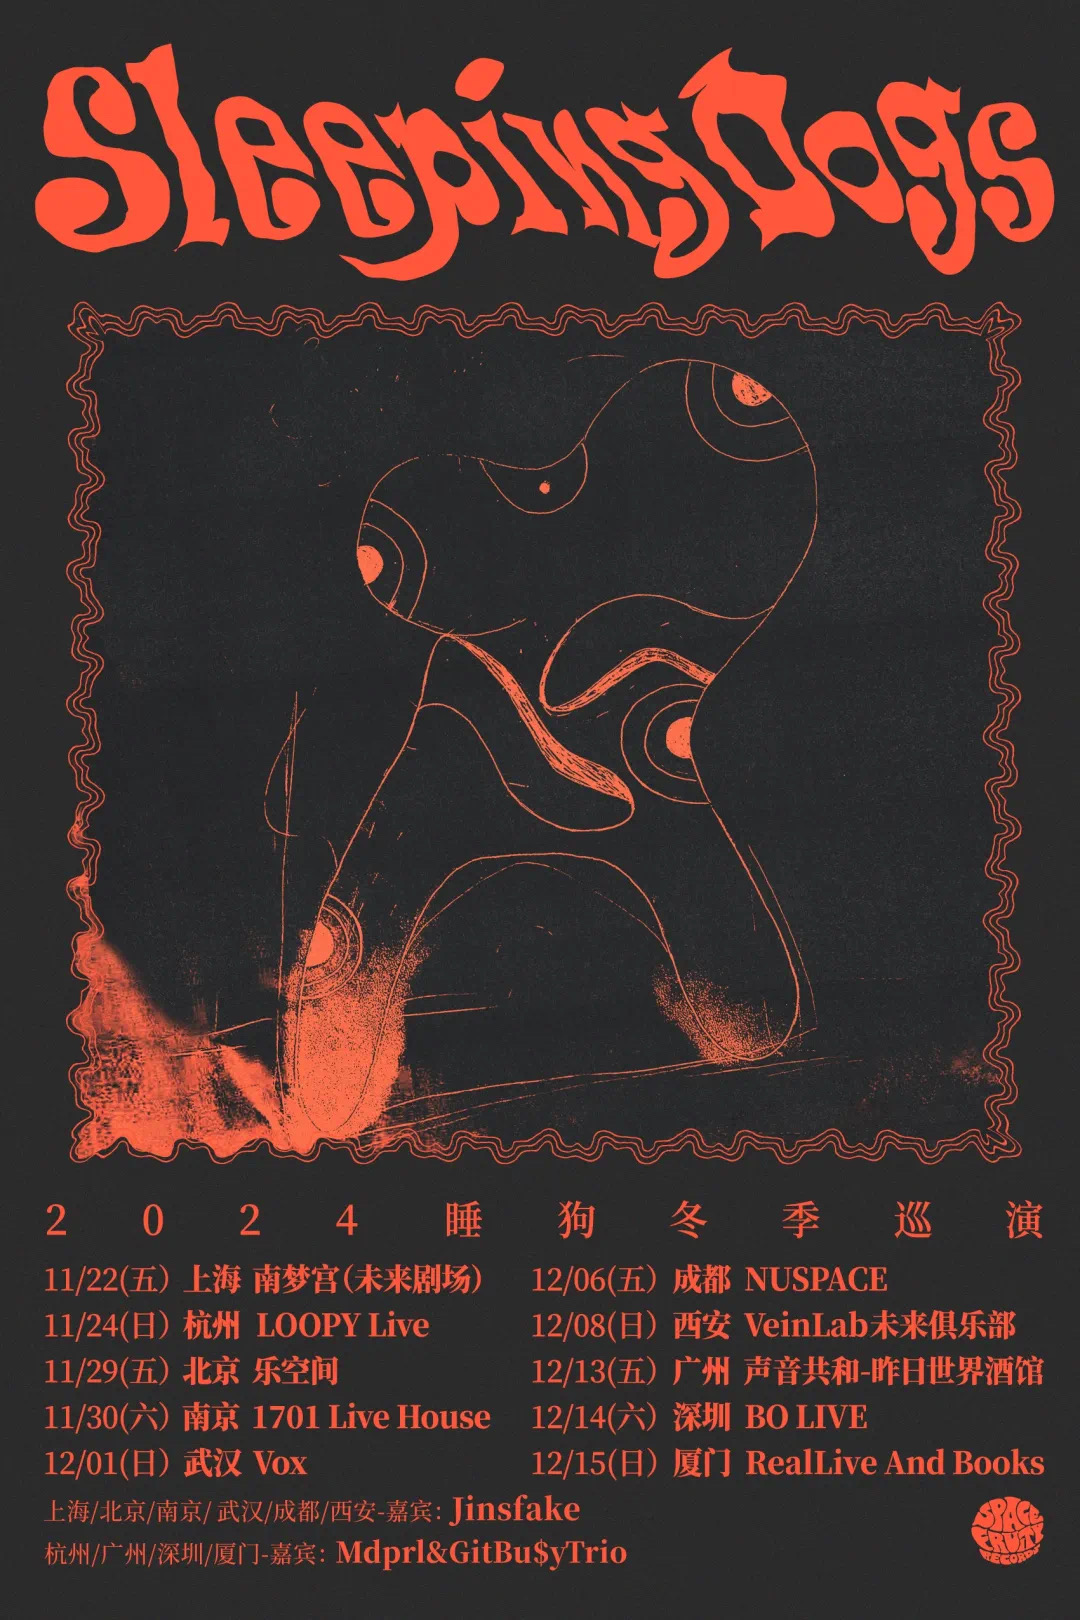 Sleeping Dogs
2024睡狗冬季巡演
11/22(五) 上海 南梦宫(未来剧场)
11/24(日) 杭州 LOOPY Live
11/29(五) 北京 乐空间
11/30(六) 南京 1701 Live House
12/01(日) 武汉 Vox
12/06(五) 成都 NUSPACE
12/08(日) 西安 VeinLab未来俱乐部
12/13(五) 广州 声音共和-昨日世界酒馆
12/14(六) 深圳 BO LIVE
12/15(日) 厦门 RealLive And Books
上海/北京/南京/ 武汉/成都/西安-嘉宾: Jinsfake
杭州/广州/深圳/厦门-嘉宾: Mdprl&GitBu$yTrio
SPACE
FRUITY
RECORDS